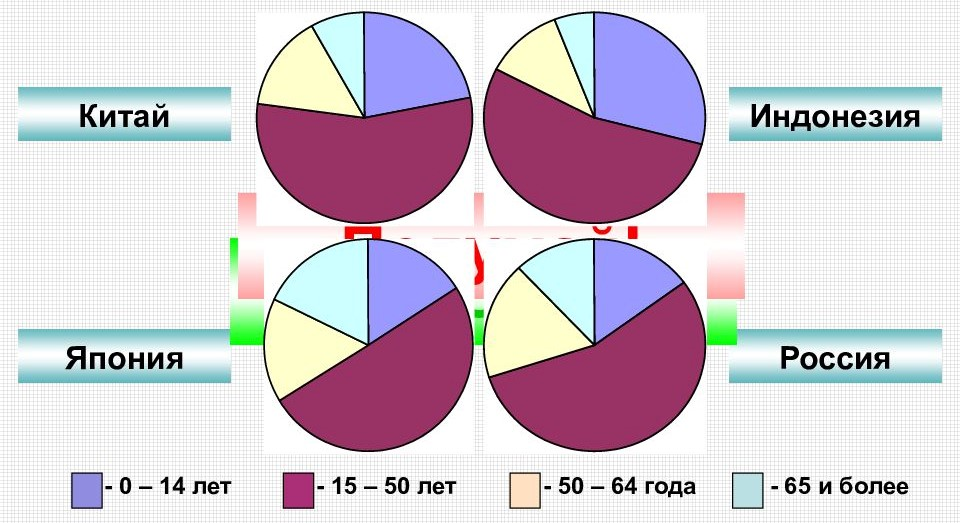 Китай
Индонезия
Япония
Россия
- 0 – 14 лет
- 15 – 50 лет
- 50 – 64 года
- 65 и более